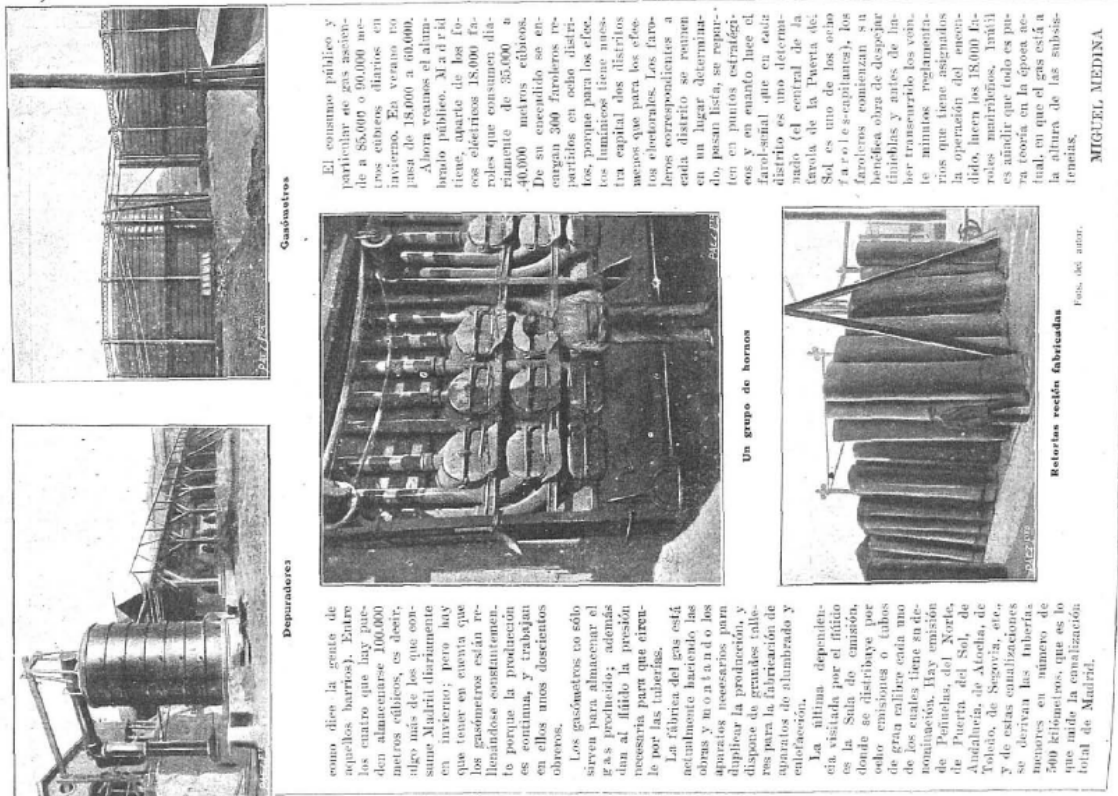 Depuradores
Gasómetros
como dice la gente de
aquellos barrios). Entre
los cuatro que hay pue-
den almacenarse 100.000
metros cúbicos, es decir,
algo más de los que con-
sume Madrid diariamente
en invierno; pero hay
que tener en cuenta que
los gasómetros están re-
llenándose constantemen-
te porque la producción
es continua, y trabajan
en ellos unos doscientos
obreros.
Los gasómetros no sólo
sirven para almacenar el
gas producido; además
dan al flúido la presión
necesaria para que circu-
le por las tuberías.
La fábrica del gas está
actualmente haciendo las
obras y montando los
aparatos necesarios para
duplicar la producción, y
dispone de grandes talle-
res para la fabricación de
aparatos de alumbrado y
calefacción.
La última dependen-
cia visitada por el flúido
es la Sala de emisión,
donde se distribuye por
ocho emisiones o tubos
de gran calibre cada uno
de los cuales tiene su de-
nominación. Hay emisión
de Peñuelas, del Norte,
de Puerta del Sol, de
Andalucía, de Atocha, de
Toledo, de Segovia, etc.,
y de estas canalizaciones
se derivan las tuberías
menores en número de
500 kilómetros, que es lo
que mide la canalización
total de Madrid.
Un grupo de hornos
Retortas recién fabricadas
Fots. del autor.
El consumo público y
particular de gas ascien-
de a 85.000 o 90.000 me-
tros cúbicos diarios en
invierno. En verano no
pasa de 18.000 a 60.000.
Ahora veamos el alum-
brado público. Madrid
tiene, aparte de los fo-
cos eléctricos 18.000 fa-
roles que consumen dia-
riamente de 35.000 a
40.000 metros cúbicos.
De su encendido se en-
cargan 300 faroleros re-
partidos en ocho distri-
tos, porque para los efec-
tos lumínicos tiene nues-
tra capital dos distritos
menos que para los efec-
tos electorales. Los faro-
leros correspondientes a
cada distrito se reunen
en un lugar determina-
do, pasan lista, se repar-
ten en puntos estratégi-
cos y en cuanto luce el
farol-señal que en cada
distrito es uno determi-
nado (el central de la
farola de la Puerta del
Sol es uno de los ocho
faroles-capitanes), los
faroleros comienzan su
benéfica obra de despejar
tinieblas y antes de ha-
ber transcurrido los vein-
te minutos reglamenta-
rios que tiene asignados
la operación del encen-
dido, lucen los 18.000 fa-
roles madrileños. Inútil
es añadir que todo es pu-
ra teoría en la época ac-
tual, en que el gas está a
la altura de las subsis-
tencias.
MIGUEL MEDINA